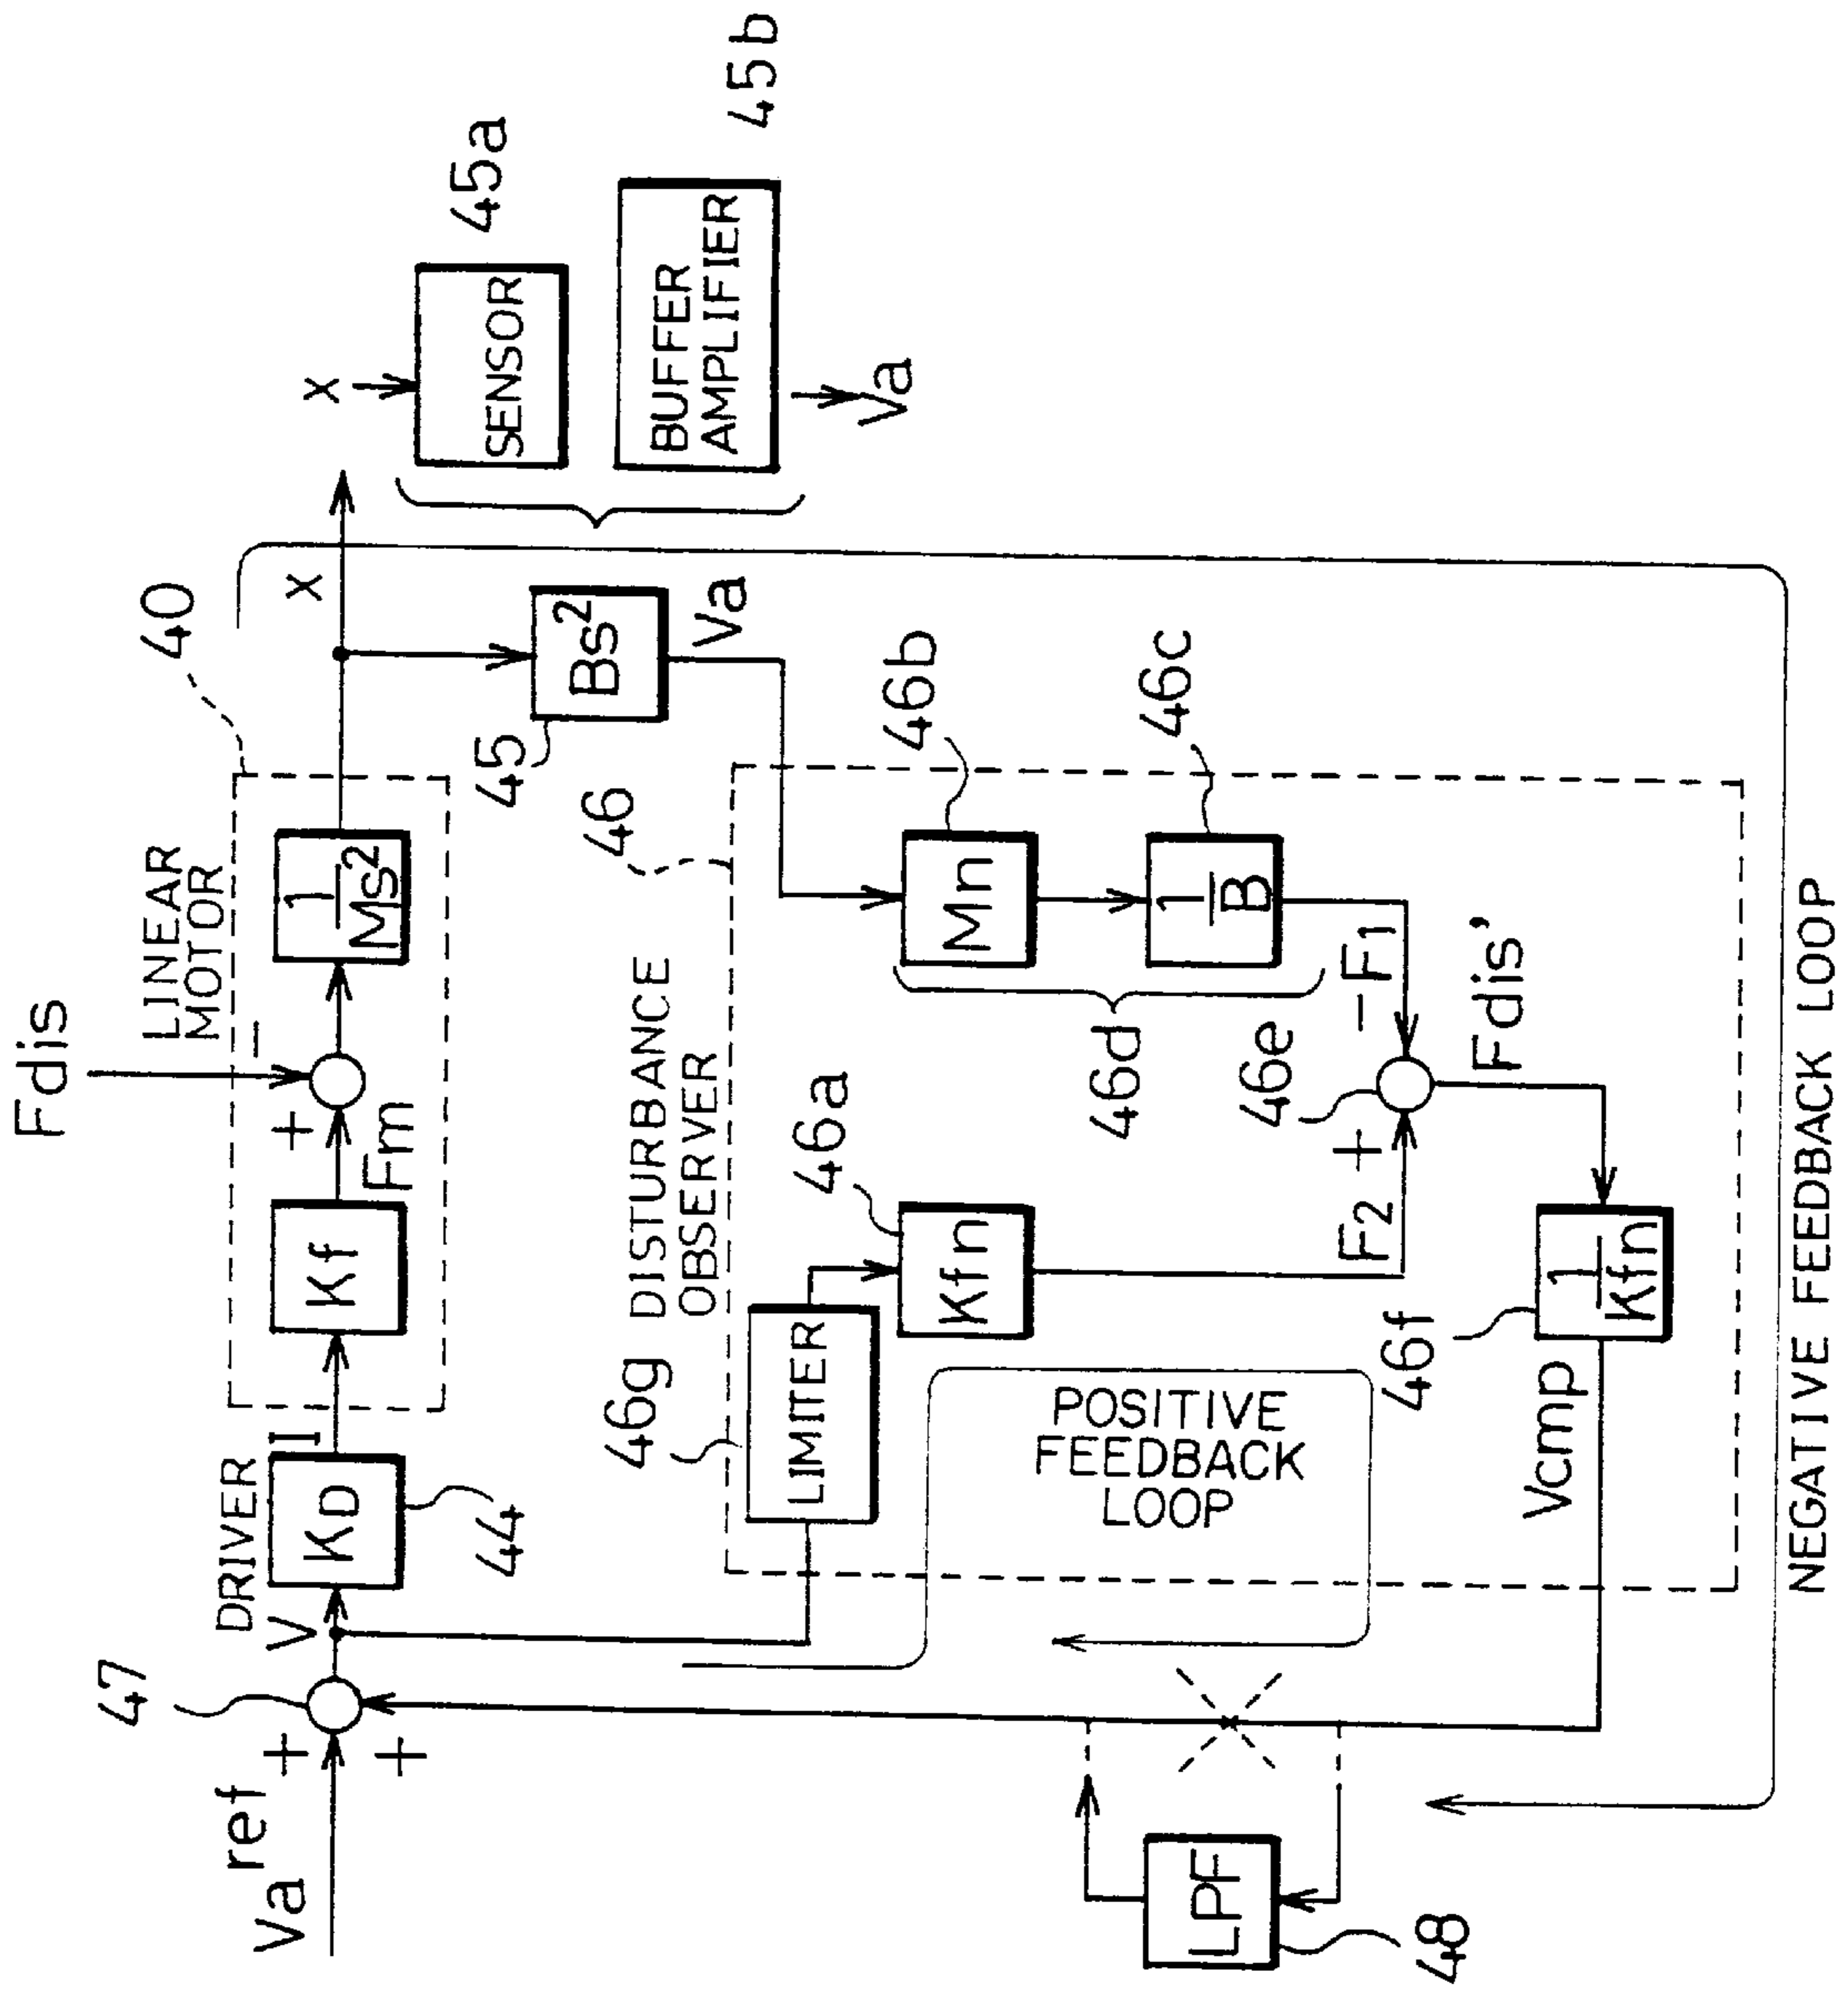 Fdis
LINEAR
MOTOR
40
47
DRIVER
Va ref
+
+
V
KD
I
44
Kf
+
Fm
−
1
Ms²
x
x
SENSOR
45a
BUFFER
AMPLIFIER
45b
Va
45
Bs²
Va
46
DISTURBANCE
OBSERVER
46g
LIMITER
46a
Kfn
46b
Mn
46c
1
B
46d
46e
F2
+
−
F1
Fdis'
POSITIVE
FEEDBACK
LOOP
46f
1
Kfn
Vcmp
LPF
48
NEGATIVE FEEDBACK LOOP